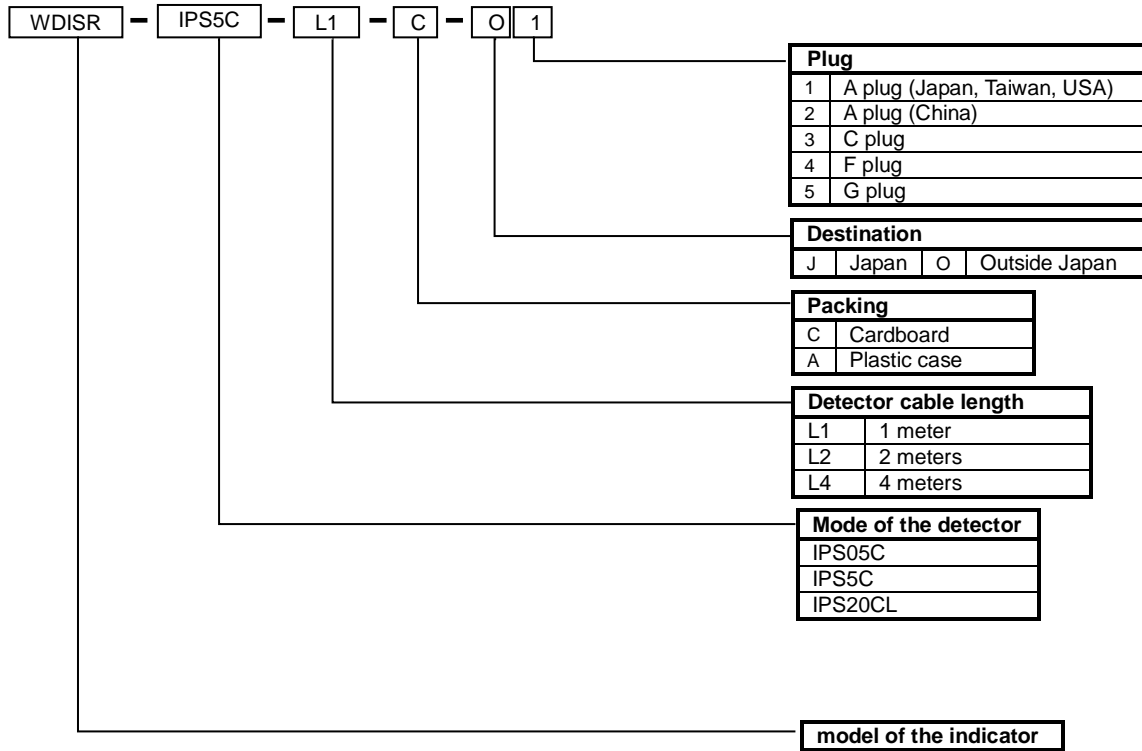 WDISR - IPS5C - L1 - C - O 1
Plug
1 A plug (Japan, Taiwan, USA)
2 A plug (China)
3 C plug
4 F plug
5 G plug
Destination
J Japan O Outside Japan
Packing
C Cardboard
A Plastic case
Detector cable length
L1 1 meter
L2 2 meters
L4 4 meters
Mode of the detector
IPS05C
IPS5C
IPS20CL
model of the indicator